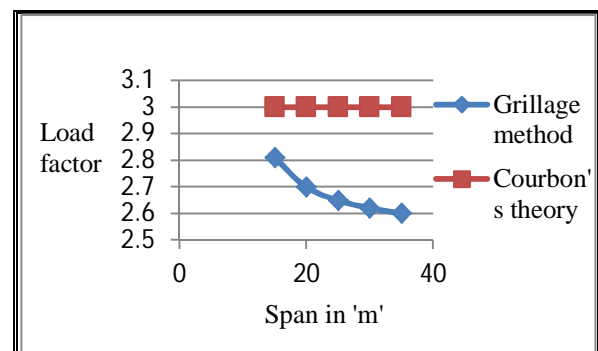 3.1
3
2.9
2.8
2.7
2.6
2.5
Load
factor
0
20
40
Span in 'm'
Grillage
method
Courbon'
s theory